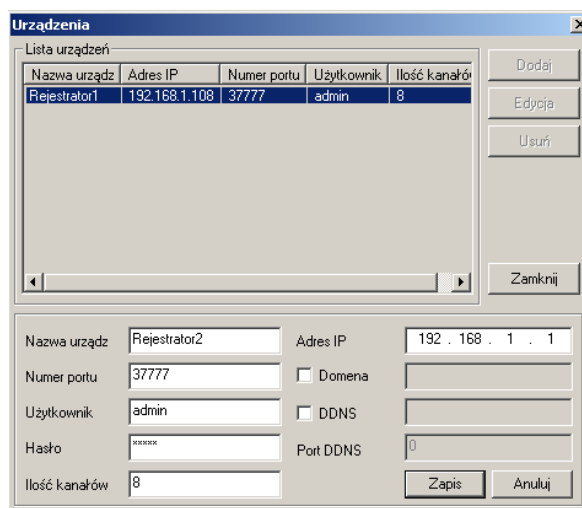 Urządzenia
Lista urządzeń
Dodaj
Nazwa urządz Adres IP Numer portu Użytkownik Ilość kanałów
Rejestrator1 192.168.1.108 37777 admin 8
Edycja
Usuń
Zamknij
Nazwa urządz Rejestrator2 Adres IP 192 . 168 . 1 . 1
Numer portu 37777 Domena
Użytkownik admin DDNS
Hasło ***** Port DDNS 0
Ilość kanałów 8 Zapis Anuluj